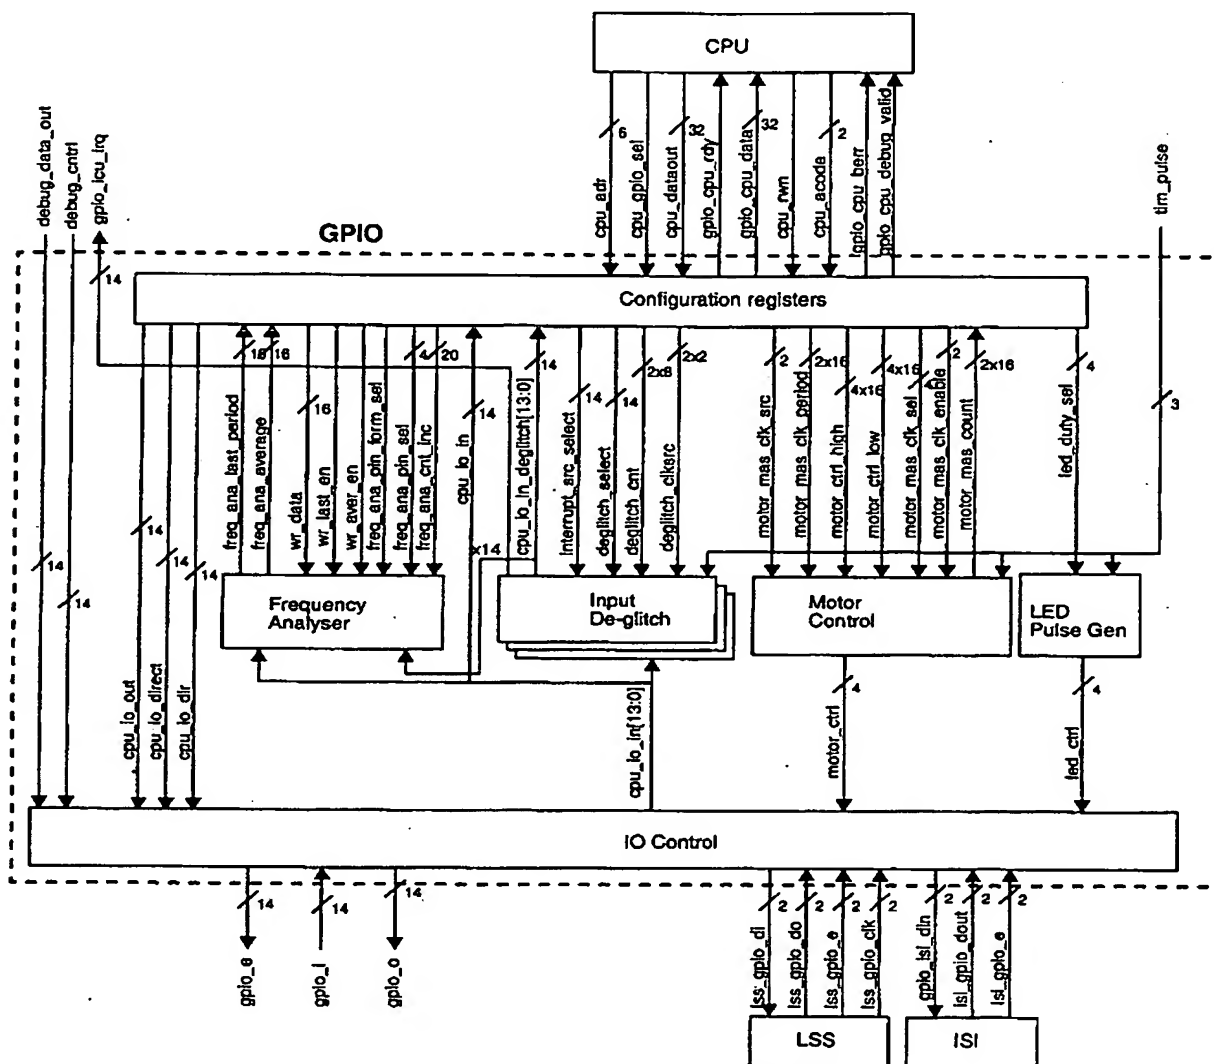 CPU
6
32
32
2
cpu_adr
cpu_gpio_sel
cpu_dataout
gpio_cpu_rdy
gpio_cpu_data
cpu_rwn
cpu_acode
gpio_cpu_berr
gpio_cpu_debug_valid
debug_data_out
debug_cntrl
gpio_icu_irq
tim_pulse
GPIO
14
3
Configuration registers
16
4
20
14
14
2x8
2x2
2
2x16
4x16
4x16
4
2
2x16
4
freq_ana_last_period
freq_ana_average
wr_data
16
wr_last_en
wr_aver_en
freq_ana_pin_form_sel
freq_ana_pin_sel
freq_ana_cnt_inc
cpu_io_in
14
x14
cpu_io_in_deglitch[13:0]
interrupt_src_select
14
deglitch_select
deglitch_cnt
deglitch_clksrc
motor_mas_clk_src
motor_mas_clk_period
motor_ctrl_high
motor_ctrl_low
motor_mas_clk_sel
motor_mas_clk_enable
motor_mas_count
led_duty_sel
14
14
14
14
14
Frequency
Analyser
Input
De-glitch
Motor
Control
LED
Pulse Gen
cpu_io_out
cpu_io_direct
cpu_io_dir
cpu_io_in[13:0]
motor_ctrl
4
led_ctrl
4
IO Control
14
14
14
2
2
2
2
2
2
2
gpio_e
gpio_i
gpio_o
lss_gpio_di
lss_gpio_do
lss_gpio_e
lss_gpio_clk
gpio_isi_din
isi_gpio_dout
isi_gpio_e
LSS
ISI